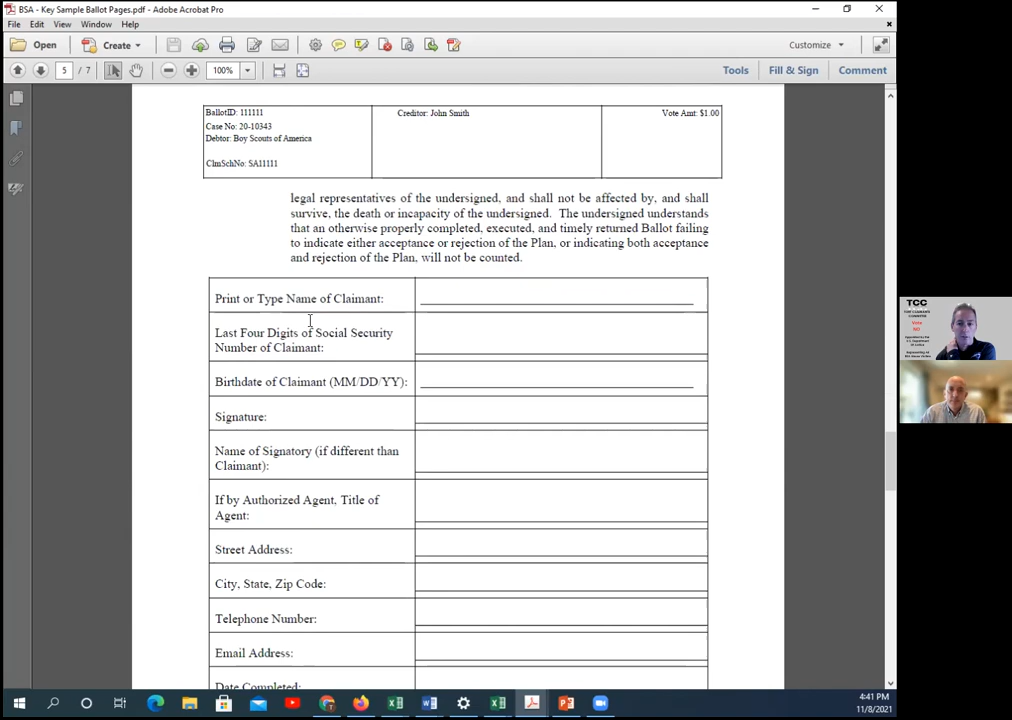 BSA - Key Sample Ballot Pages.pdf - Adobe Acrobat Pro
File Edit View Window Help
Open Create Customize
5 / 7 100% Tools Fill & Sign Comment
BallotID: 111111 Creditor: John Smith Vote Amt: $1.00
Case No: 20-10343
Debtor: Boy Scouts of America
ClmSchNo: SA11111
legal representatives of the undersigned, and shall not be affected by, and shall
survive, the death or incapacity of the undersigned. The undersigned understands
that an otherwise properly completed, executed, and timely returned Ballot failing
to indicate either acceptance or rejection of the Plan, or indicating both acceptance
and rejection of the Plan, will not be counted.
Print or Type Name of Claimant:
Last Four Digits of Social Security
Number of Claimant:
Birthdate of Claimant (MM/DD/YY):
Signature:
Name of Signatory (if different than
Claimant):
If by Authorized Agent, Title of
Agent:
Street Address:
City, State, Zip Code:
Telephone Number:
Email Address:
Date Completed:
TCC
Vote
NO
4:41 PM
11/8/2021